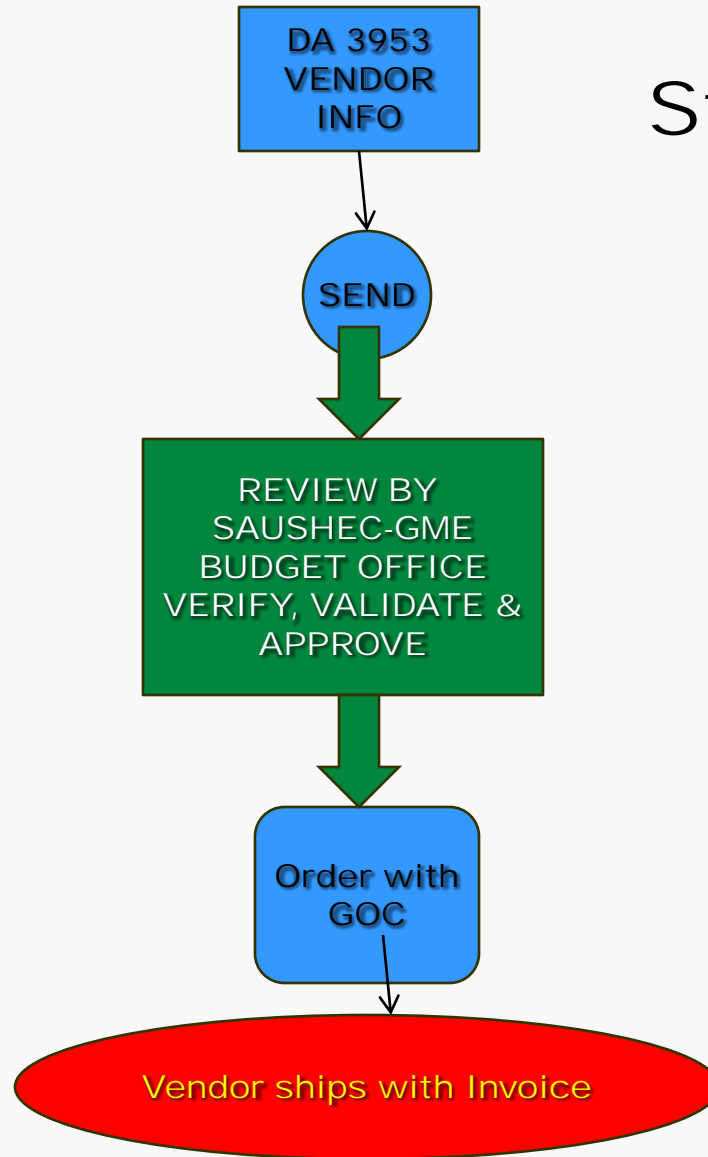 DA 3953
VENDOR
INFO
SEND
REVIEW BY
SAUSHEC-GME
BUDGET OFFICE
VERIFY, VALIDATE &
APPROVE
Order with
GOC
Vendor ships with Invoice